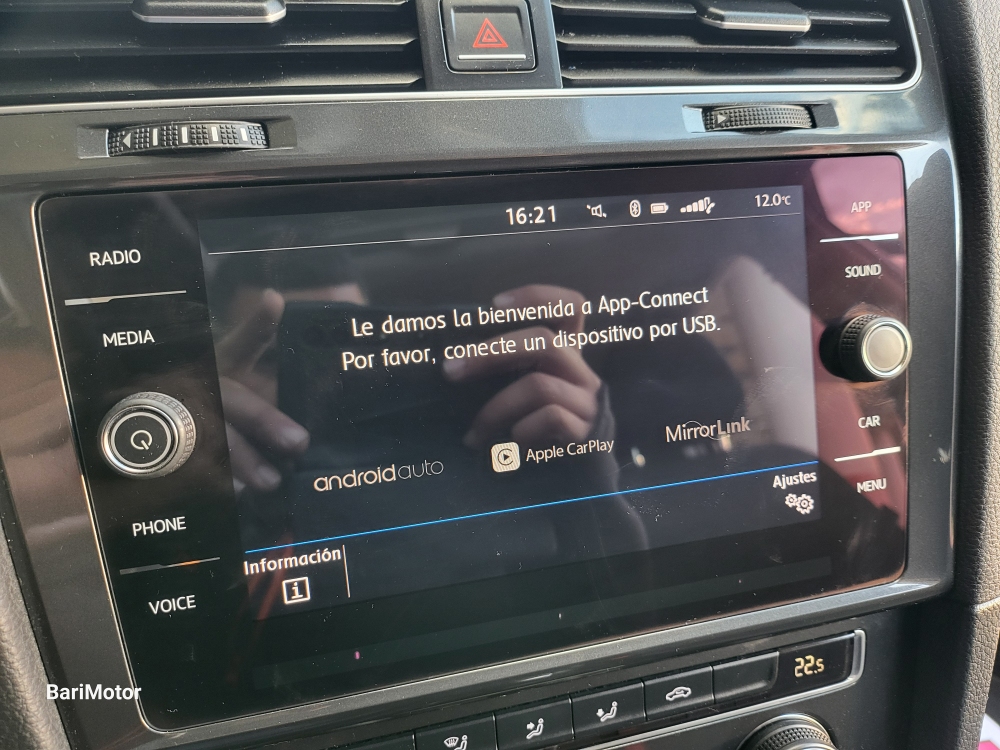 16:21
12.0°C
RADIO
MEDIA
PHONE
VOICE
Le damos la bienvenida a App-Connect
Por favor, conecte un dispositivo por USB.
androidauto
Apple CarPlay
MirrorLink
Ajustes
Información
i
APP
SOUND
CAR
MENU
22.5
BariMotor